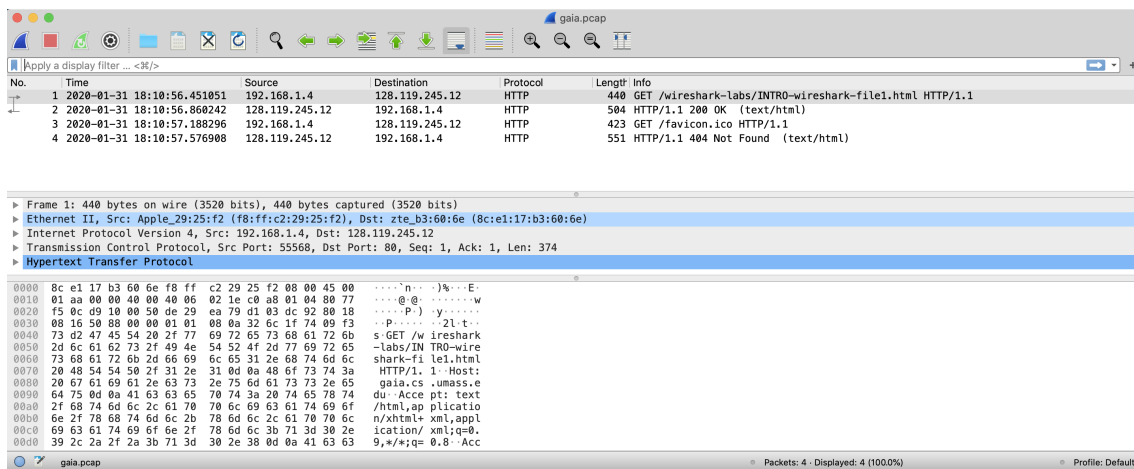 gaia.pcap
Apply a display filter ... <⌘/>
No. Time Source Destination Protocol Length Info
1 2020-01-31 18:10:56.451051 192.168.1.4 128.119.245.12 HTTP 440 GET /wireshark-labs/INTRO-wireshark-file1.html HTTP/1.1
2 2020-01-31 18:10:56.860242 128.119.245.12 192.168.1.4 HTTP 504 HTTP/1.1 200 OK (text/html)
3 2020-01-31 18:10:57.188296 192.168.1.4 128.119.245.12 HTTP 423 GET /favicon.ico HTTP/1.1
4 2020-01-31 18:10:57.576908 128.119.245.12 192.168.1.4 HTTP 551 HTTP/1.1 404 Not Found (text/html)
Frame 1: 440 bytes on wire (3520 bits), 440 bytes captured (3520 bits)
Ethernet II, Src: Apple_29:25:f2 (f8:ff:c2:29:25:f2), Dst: zte_b3:60:6e (8c:e1:17:b3:60:6e)
Internet Protocol Version 4, Src: 192.168.1.4, Dst: 128.119.245.12
Transmission Control Protocol, Src Port: 55568, Dst Port: 80, Seq: 1, Ack: 1, Len: 374
Hypertext Transfer Protocol
0000 8c e1 17 b3 60 6e f8 ff c2 29 25 f2 08 00 45 00 ····`n·· ·)%···E·
0010 01 aa 00 00 40 00 40 06 02 1e c0 a8 01 04 80 77 ····@·@· ·······w
0020 f5 0c d9 10 00 50 de 29 ea 79 d1 03 dc 92 80 18 ·····P·) ·y······
0030 08 16 50 88 00 00 01 01 08 0a 32 6c 1f 74 09 f3 ··P····· ··2l·t··
0040 73 d2 47 45 54 20 2f 77 69 72 65 73 68 61 72 6b s·GET /w ireshark
0050 2d 6c 61 62 73 2f 49 4e 54 52 4f 2d 77 69 72 65 -labs/IN TRO-wire
0060 73 68 61 72 6b 2d 66 69 6c 65 31 2e 68 74 6d 6c shark-fi le1.html
0070 20 48 54 54 50 2f 31 2e 31 0d 0a 48 6f 73 74 3a HTTP/1. 1··Host:
0080 20 67 61 69 61 2e 63 73 2e 75 6d 61 73 73 2e 65 gaia.cs .umass.e
0090 64 75 0d 0a 41 63 63 65 70 74 3a 20 74 65 78 74 du··Acce pt: text
00a0 2f 68 74 6d 6c 2c 61 70 70 6c 69 63 61 74 69 6f /html,ap plicatio
00b0 6e 2f 78 68 74 6d 6c 2b 78 6d 6c 2c 61 70 70 6c n/xhtml+ xml,appl
00c0 69 63 61 74 69 6f 6e 2f 78 6d 6c 3b 71 3d 30 2e ication/ xml;q=0.
00d0 39 2c 2a 2f 2a 3b 71 3d 30 2e 38 0d 0a 41 63 63 9,*/*;q= 0.8··Acc
gaia.pcap Packets: 4 · Displayed: 4 (100.0%) Profile: Default